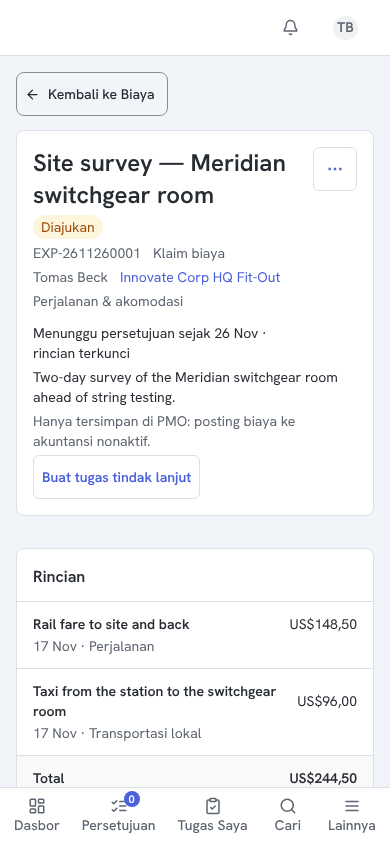 TB
Kembali ke Biaya
Site survey — Meridian
switchgear room
Diajukan
EXP-2611260001 Klaim biaya
Tomas Beck Innovate Corp HQ Fit-Out
Perjalanan & akomodasi
Menunggu persetujuan sejak 26 Nov ·
rincian terkunci
Two-day survey of the Meridian switchgear room
ahead of string testing.
Hanya tersimpan di PMO: posting biaya ke
akuntansi nonaktif.
Buat tugas tindak lanjut
Rincian
Rail fare to site and back US$148,50
17 Nov · Perjalanan
Taxi from the station to the switchgear
room US$96,00
17 Nov · Transportasi lokal
Total US$244,50
0
Dasbor Persetujuan Tugas Saya Cari Lainnya